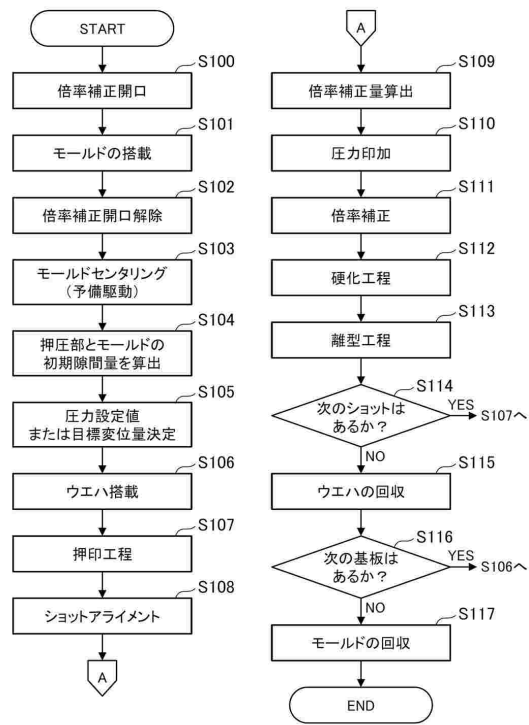 START
S100
倍率補正開口
S101
モールドの搭載
S102
倍率補正開口解除
S103
モールドセンタリング
(予備駆動)
S104
押圧部とモールドの
初期隙間量を算出
S105
圧力設定値
または目標変位量決定
S106
ウエハ搭載
S107
押印工程
S108
ショットアライメント
A
A
S109
倍率補正量算出
S110
圧力印加
S111
倍率補正
S112
硬化工程
S113
離型工程
S114
次のショットは
あるか?
YES
S107へ
NO
S115
ウエハの回収
S116
次の基板は
あるか?
YES
S106へ
NO
S117
モールドの回収
END